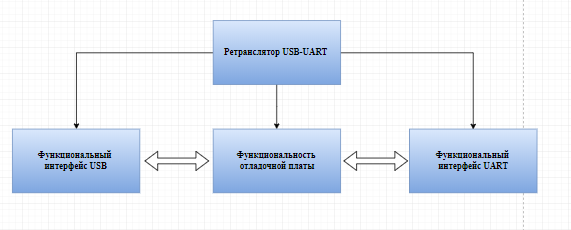 Ретранслятор USB-UART
Функциональный
интерфейс USB
Функциональность
отладочной платы
Функциональный
интерфейс UART